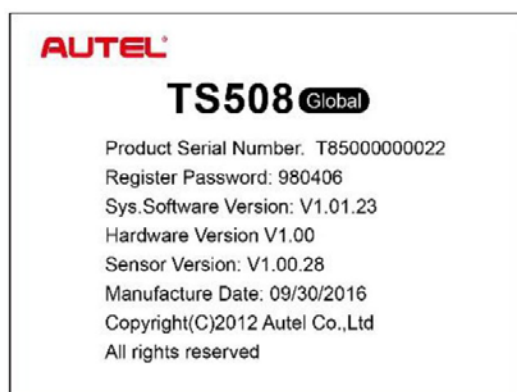 AUTEL
TS508 Global
Product Serial Number. T85000000022
Register Password: 980406
Sys.Software Version: V1.01.23
Hardware Version V1.00
Sensor Version: V1.00.28
Manufacture Date: 09/30/2016
Copyright(C)2012 Autel Co.,Ltd
All rights reserved